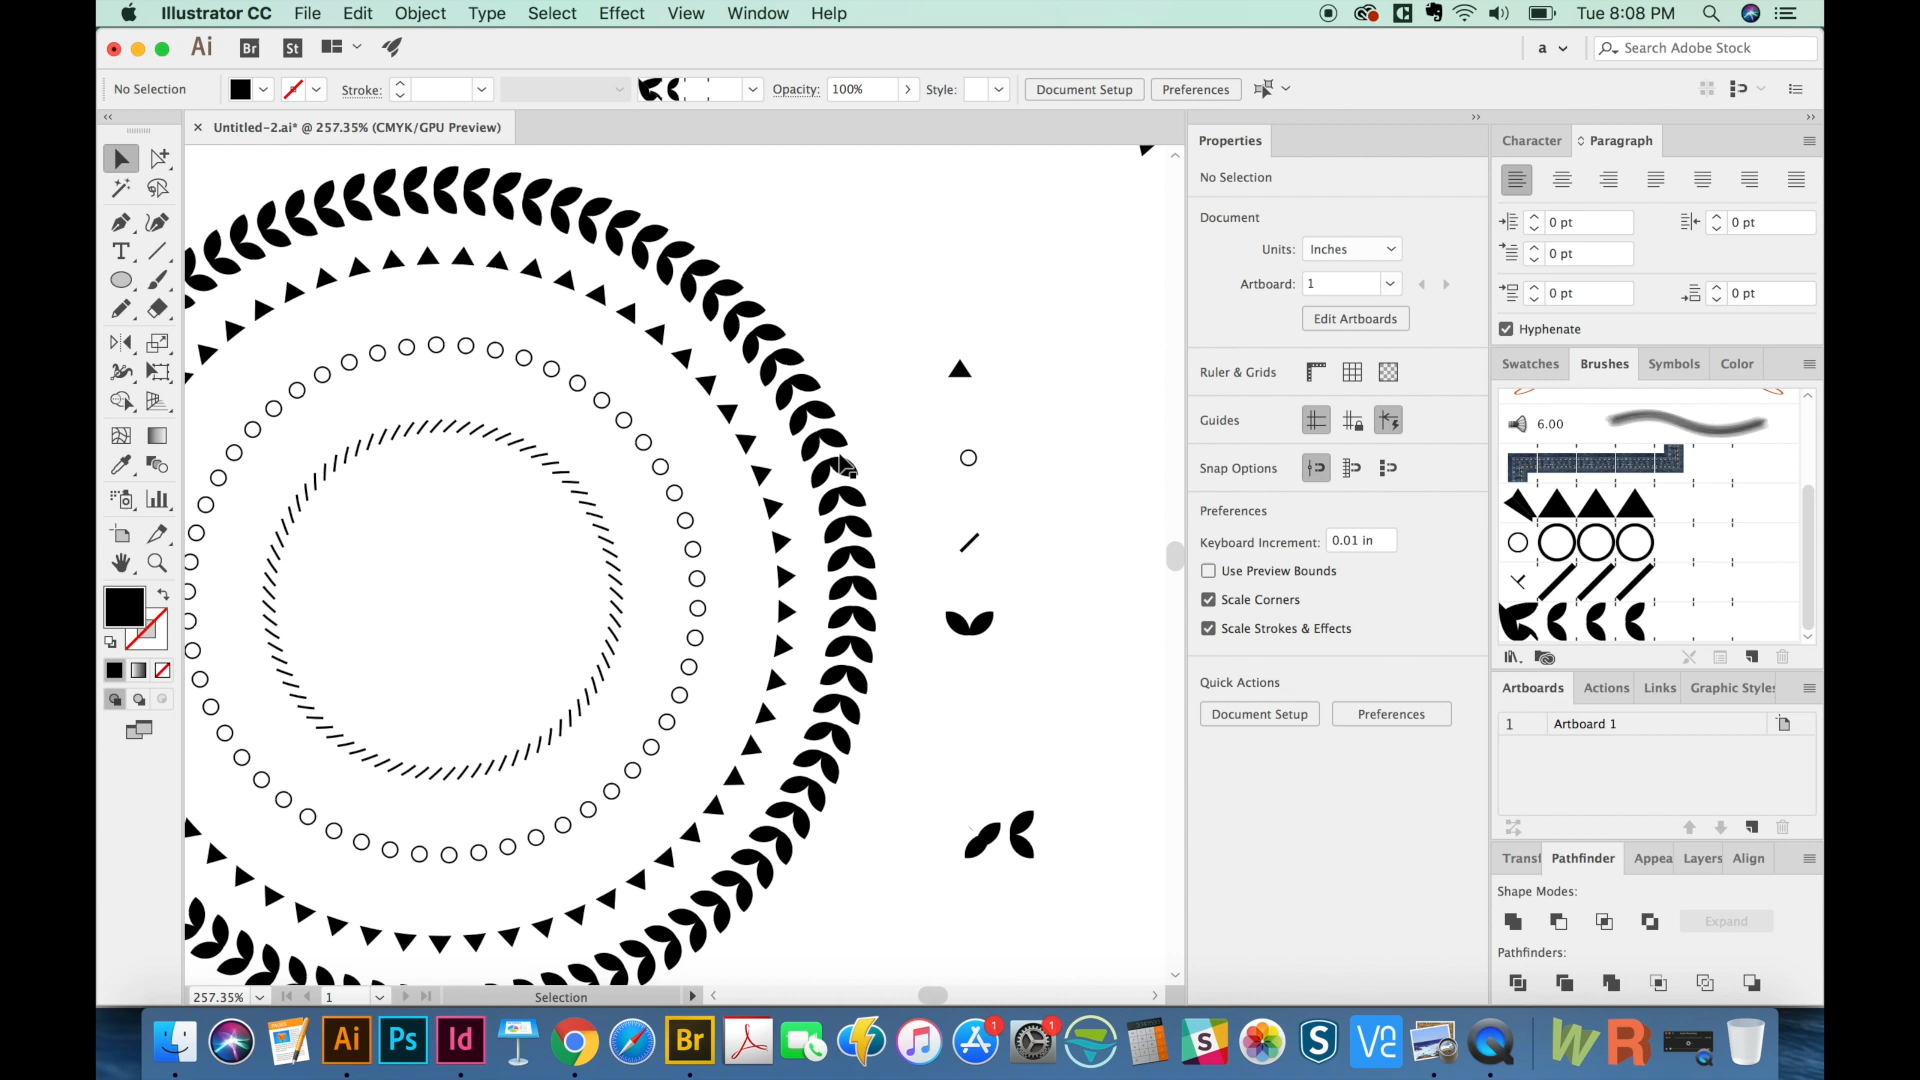 Illustrator CC File Edit Object Type Select Effect View Window Help Tue 8:08 PM
Ai Br St a Search Adobe Stock
No Selection Stroke: Opacity: 100% Style: Document Setup Preferences
Untitled-2.ai* @ 257.35% (CMYK/GPU Preview)
Properties
No Selection
Document
Units: Inches
Artboard: 1
Edit Artboards
Ruler & Grids
Guides
Snap Options
Preferences
Keyboard Increment: 0.01 in
Use Preview Bounds
Scale Corners
Scale Strokes & Effects
Quick Actions
Document Setup Preferences
Character Paragraph
0 pt 0 pt
0 pt
0 pt 0 pt
Hyphenate
Swatches Brushes Symbols Color
6.00
Artboards Actions Links Graphic Styles
1 Artboard 1
Transf Pathfinder Appea Layers Align
Shape Modes:
Expand
Pathfinders:
257.35% 1 Selection
Ai Ps Id Br 1 1